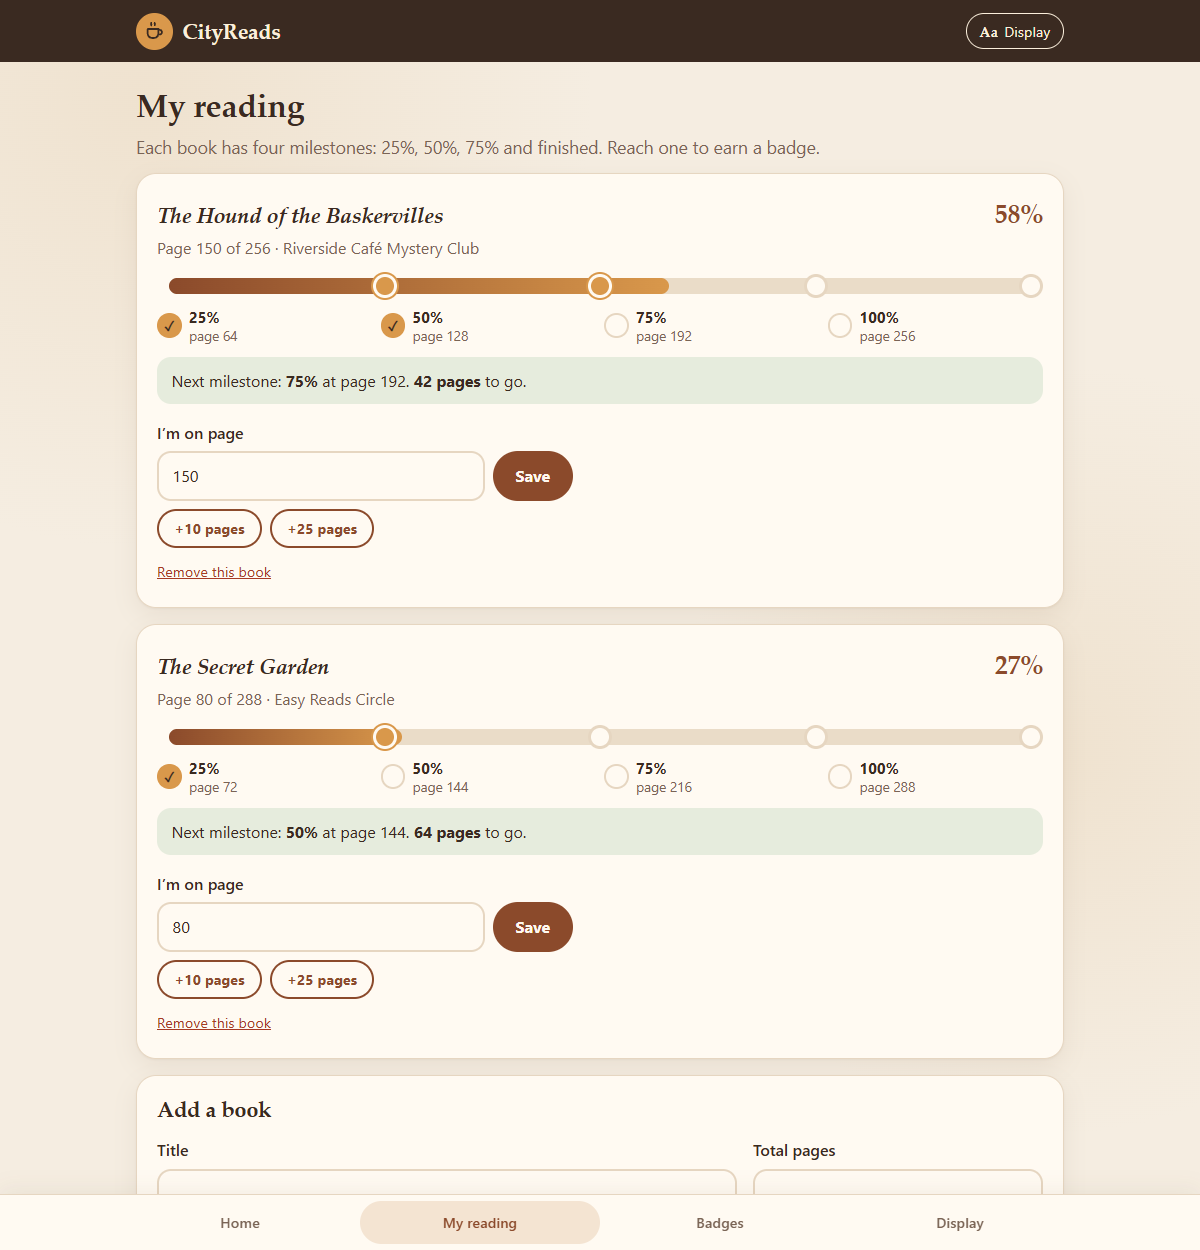 CityReads
Aa Display
My reading
Each book has four milestones: 25%, 50%, 75% and finished. Reach one to earn a badge.
The Hound of the Baskervilles
58%
Page 150 of 256 · Riverside Café Mystery Club
25%
page 64
50%
page 128
75%
page 192
100%
page 256
Next milestone: 75% at page 192. 42 pages to go.
I’m on page
150
Save
+10 pages
+25 pages
Remove this book
The Secret Garden
27%
Page 80 of 288 · Easy Reads Circle
25%
page 72
50%
page 144
75%
page 216
100%
page 288
Next milestone: 50% at page 144. 64 pages to go.
I’m on page
80
Save
+10 pages
+25 pages
Remove this book
Add a book
Title
Total pages
Home
My reading
Badges
Display